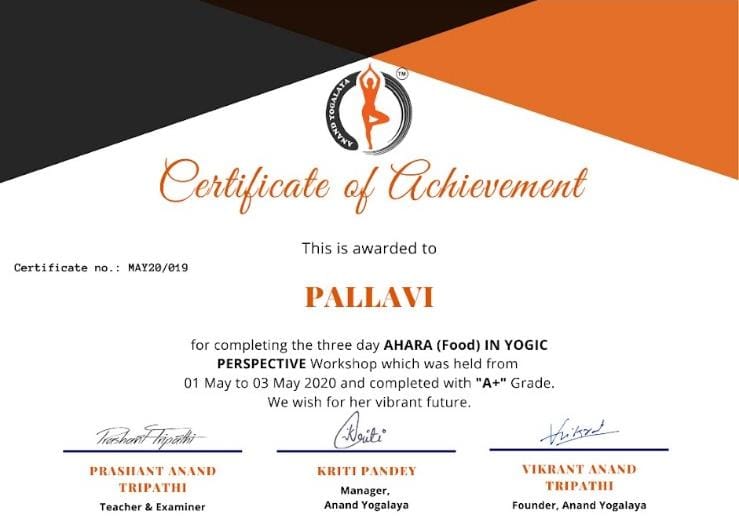 ANAND YOGALAYA
TM
Certificate of Achievement
This is awarded to
Certificate no.: MAY20/019
PALLAVI
for completing the three day AHARA (Food) IN YOGIC
PERSPECTIVE Workshop which was held from
01 May to 03 May 2020 and completed with "A+" Grade.
We wish for her vibrant future.
Prashant Tripathi
Kriti
Vikrant
PRASHANT ANAND
TRIPATHI
Teacher & Examiner
KRITI PANDEY
Manager,
Anand Yogalaya
VIKRANT ANAND
TRIPATHI
Founder, Anand Yogalaya